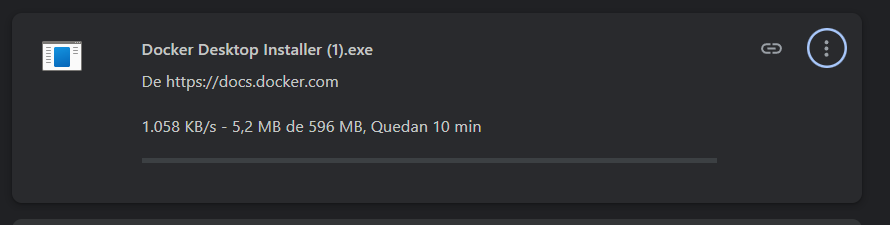 Docker Desktop Installer (1).exe
De https://docs.docker.com
1.058 KB/s - 5,2 MB de 596 MB, Quedan 10 min